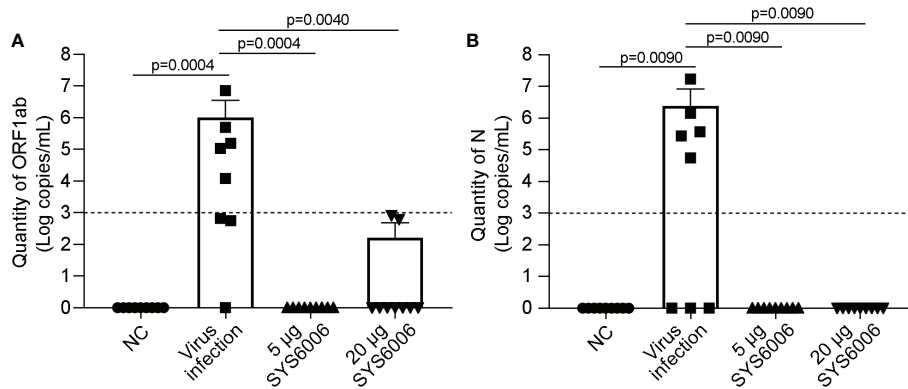 A
p=0.0040
p=0.0004
p=0.0004
Quantity of ORF1ab
(Log copies/mL)
8
7
6
5
4
3
2
1
0
NC
Virus
infection
5 µg
SYS6006
20 µg
SYS6006
B
p=0.0090
p=0.0090
p=0.0090
Quantity of N
(Log copies/mL)
8
7
6
5
4
3
2
1
0
NC
Virus
infection
5 µg
SYS6006
20 µg
SYS6006